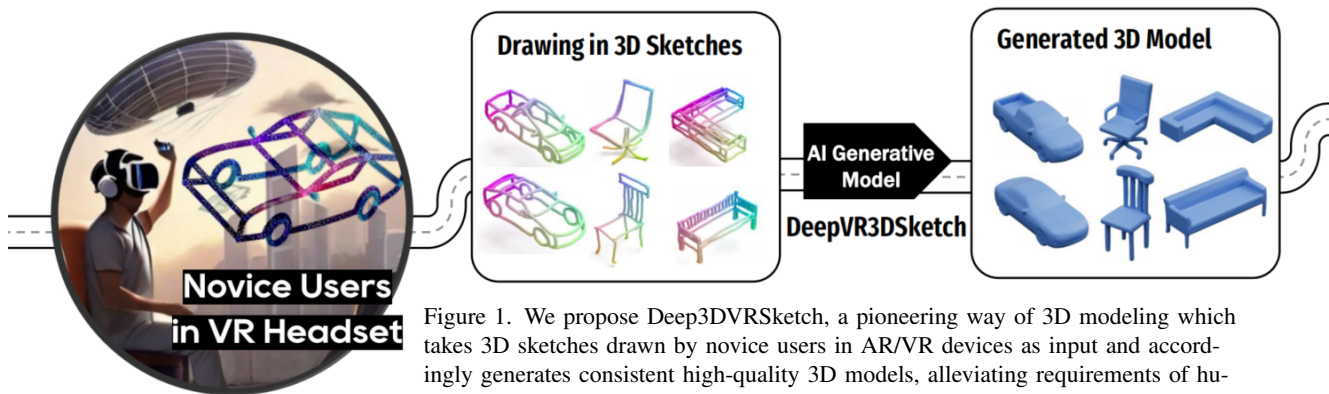 Novice Users
in VR Headset
Drawing in 3D Sketches
AI Generative
Model
DeepVR3DSketch
Generated 3D Model
Figure 1. We propose Deep3DVRSketch, a pioneering way of 3D modeling which
takes 3D sketches drawn by novice users in AR/VR devices as input and accord-
ingly generates consistent high-quality 3D models, alleviating requirements of hu-